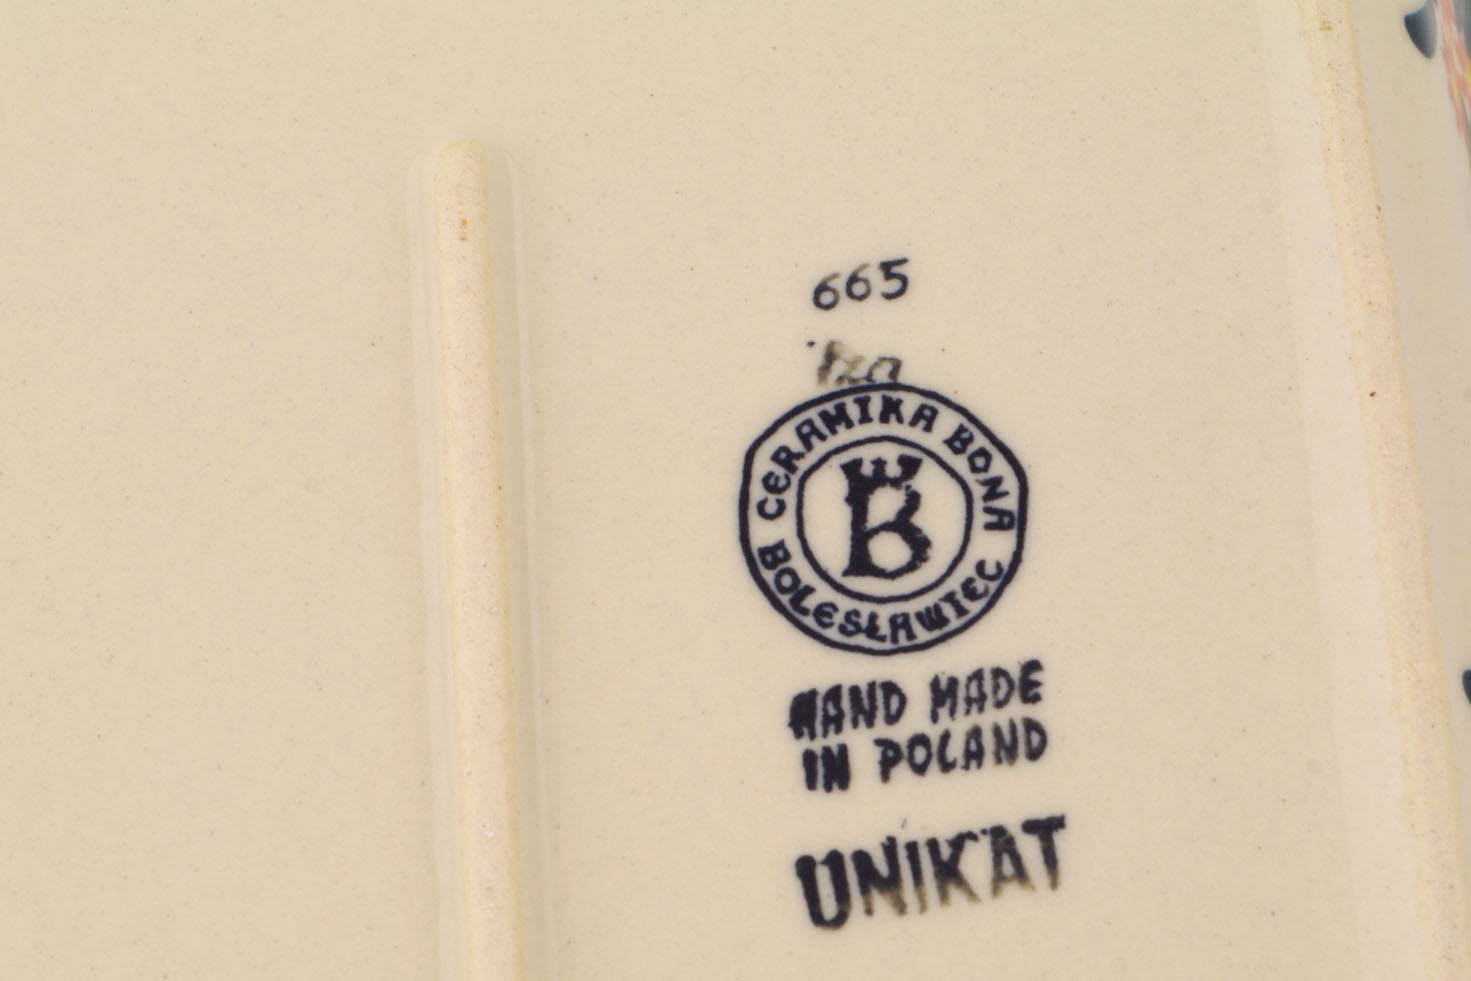 665
CERAMIKA BONA
B
BOLESŁAWIEC
HAND MADE
IN POLAND
UNIKAT